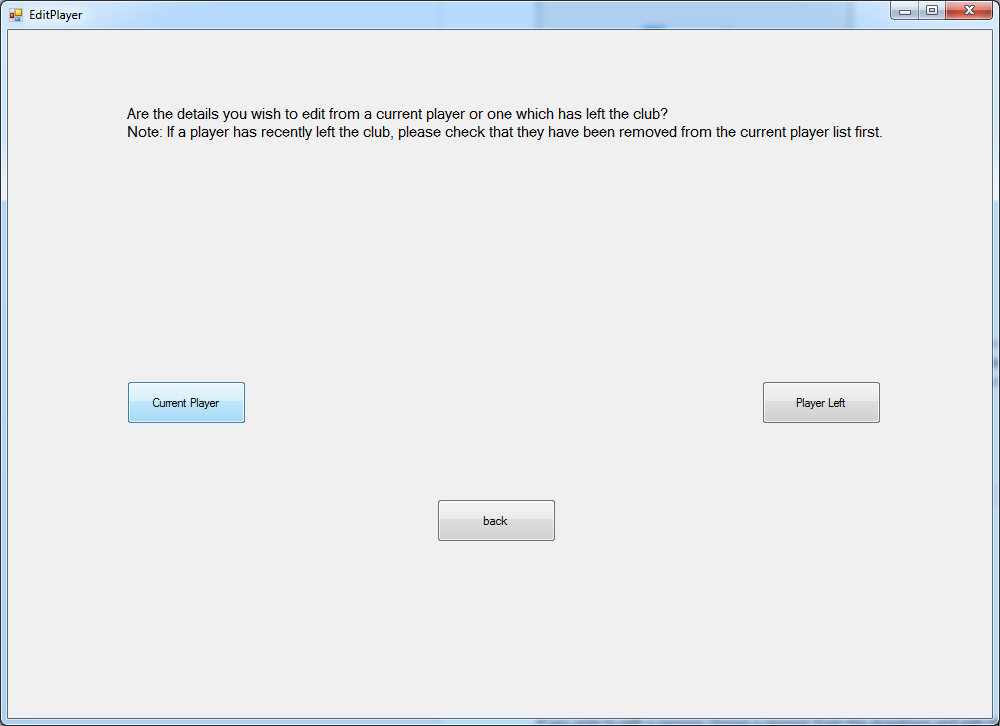 EditPlayer
Are the details you wish to edit from a current player or one which has left the club?
Note: If a player has recently left the club, please check that they have been removed from the current player list first.
Current Player
Player Left
back